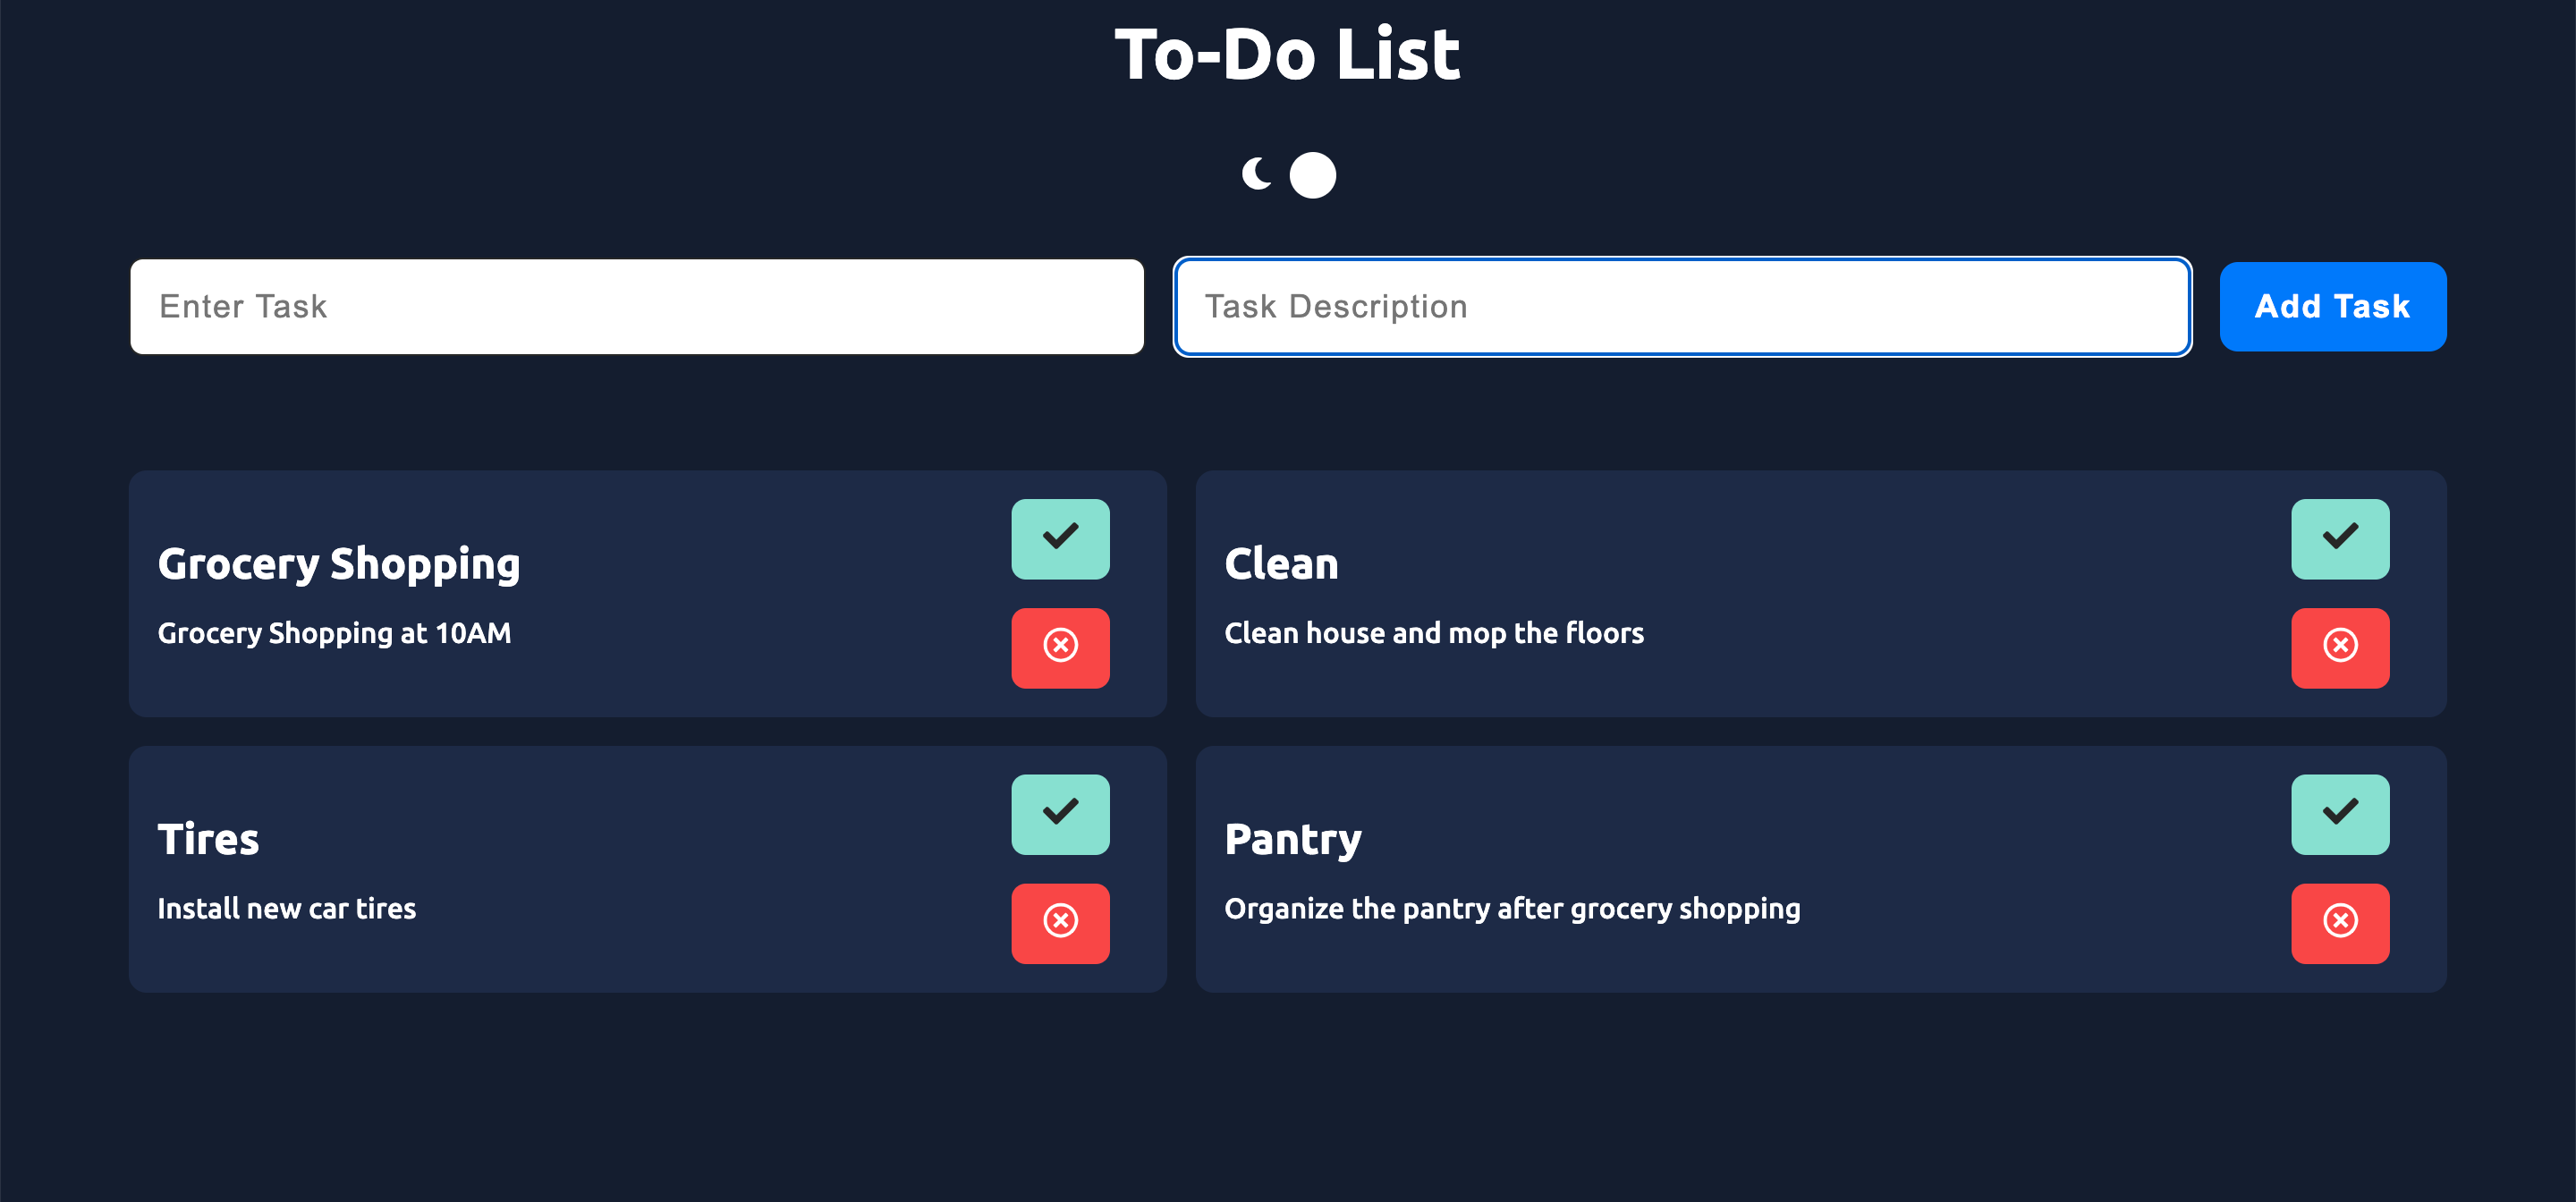 To-Do List
Enter Task
Task Description
Add Task
Grocery Shopping
Grocery Shopping at 10AM
Clean
Clean house and mop the floors
Tires
Install new car tires
Pantry
Organize the pantry after grocery shopping